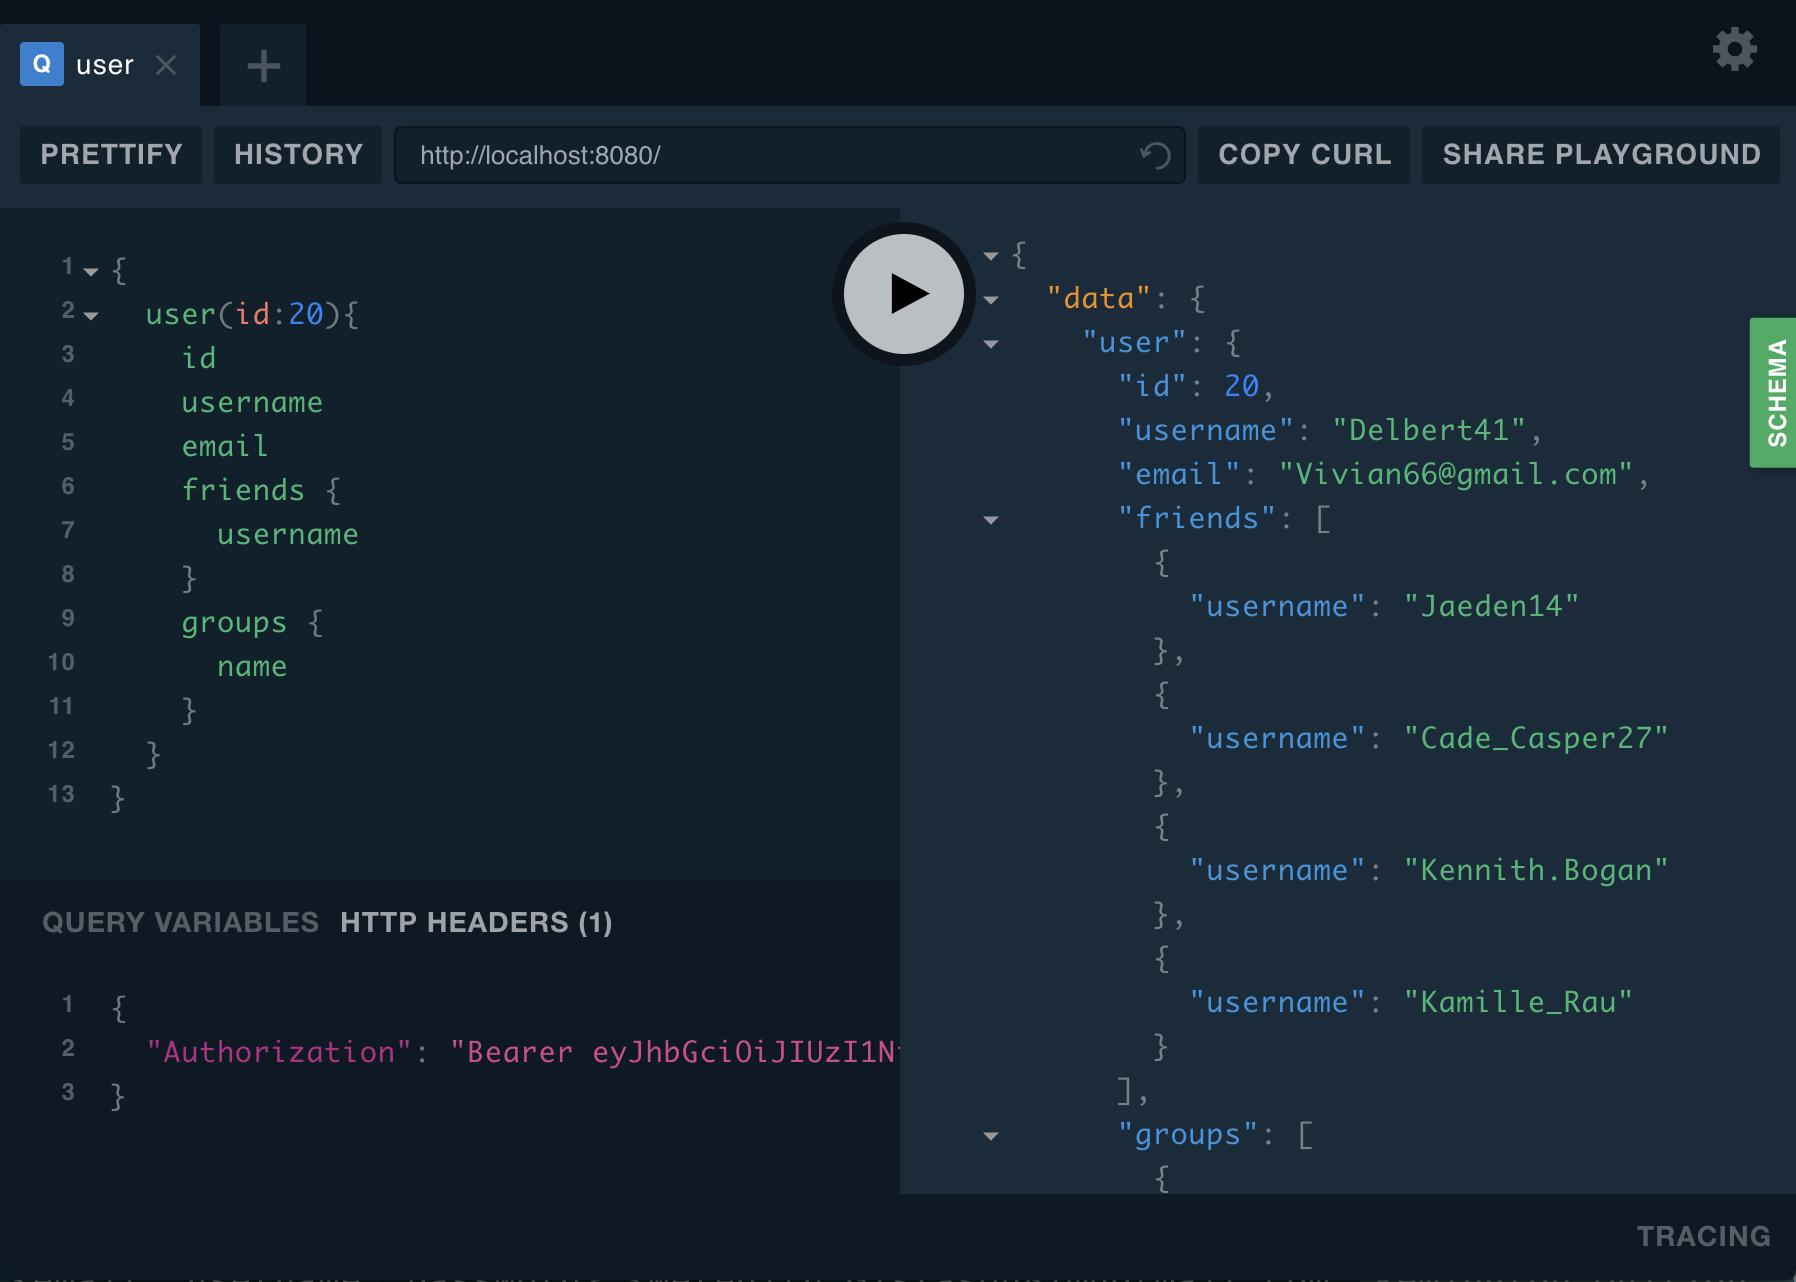 Q user
PRETTIFY
HISTORY
http://localhost:8080/
COPY CURL
SHARE PLAYGROUND
1 {
2 user(id:20){
3 id
4 username
5 email
6 friends {
7 username
8 }
9 groups {
10 name
11 }
12 }
13 }
QUERY VARIABLES HTTP HEADERS (1)
1 {
2 "Authorization": "Bearer eyJhbGciOiJIUzI1N
3 }
{
"data": {
"user": {
"id": 20,
"username": "Delbert41",
"email": "Vivian66@gmail.com",
"friends": [
{
"username": "Jaeden14"
},
{
"username": "Cade_Casper27"
},
{
"username": "Kennith.Bogan"
},
{
"username": "Kamille_Rau"
}
],
"groups": [
{
SCHEMA
TRACING